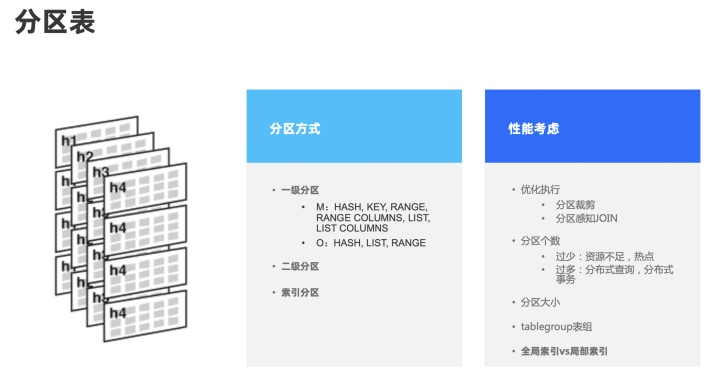 分区表
h1
h2
h3
h4
h4
h4
h4
分区方式
• 一级分区
• M：HASH, KEY, RANGE,
RANGE COLUMNS, LIST,
LIST COLUMNS
• O：HASH, LIST, RANGE
• 二级分区
• 索引分区
性能考虑
• 优化执行
• 分区裁剪
• 分区感知JOIN
• 分区个数
• 过少：资源不足，热点
• 过多：分布式查询，分布式
事务
• 分区大小
• tablegroup表组
• 全局索引vs局部索引